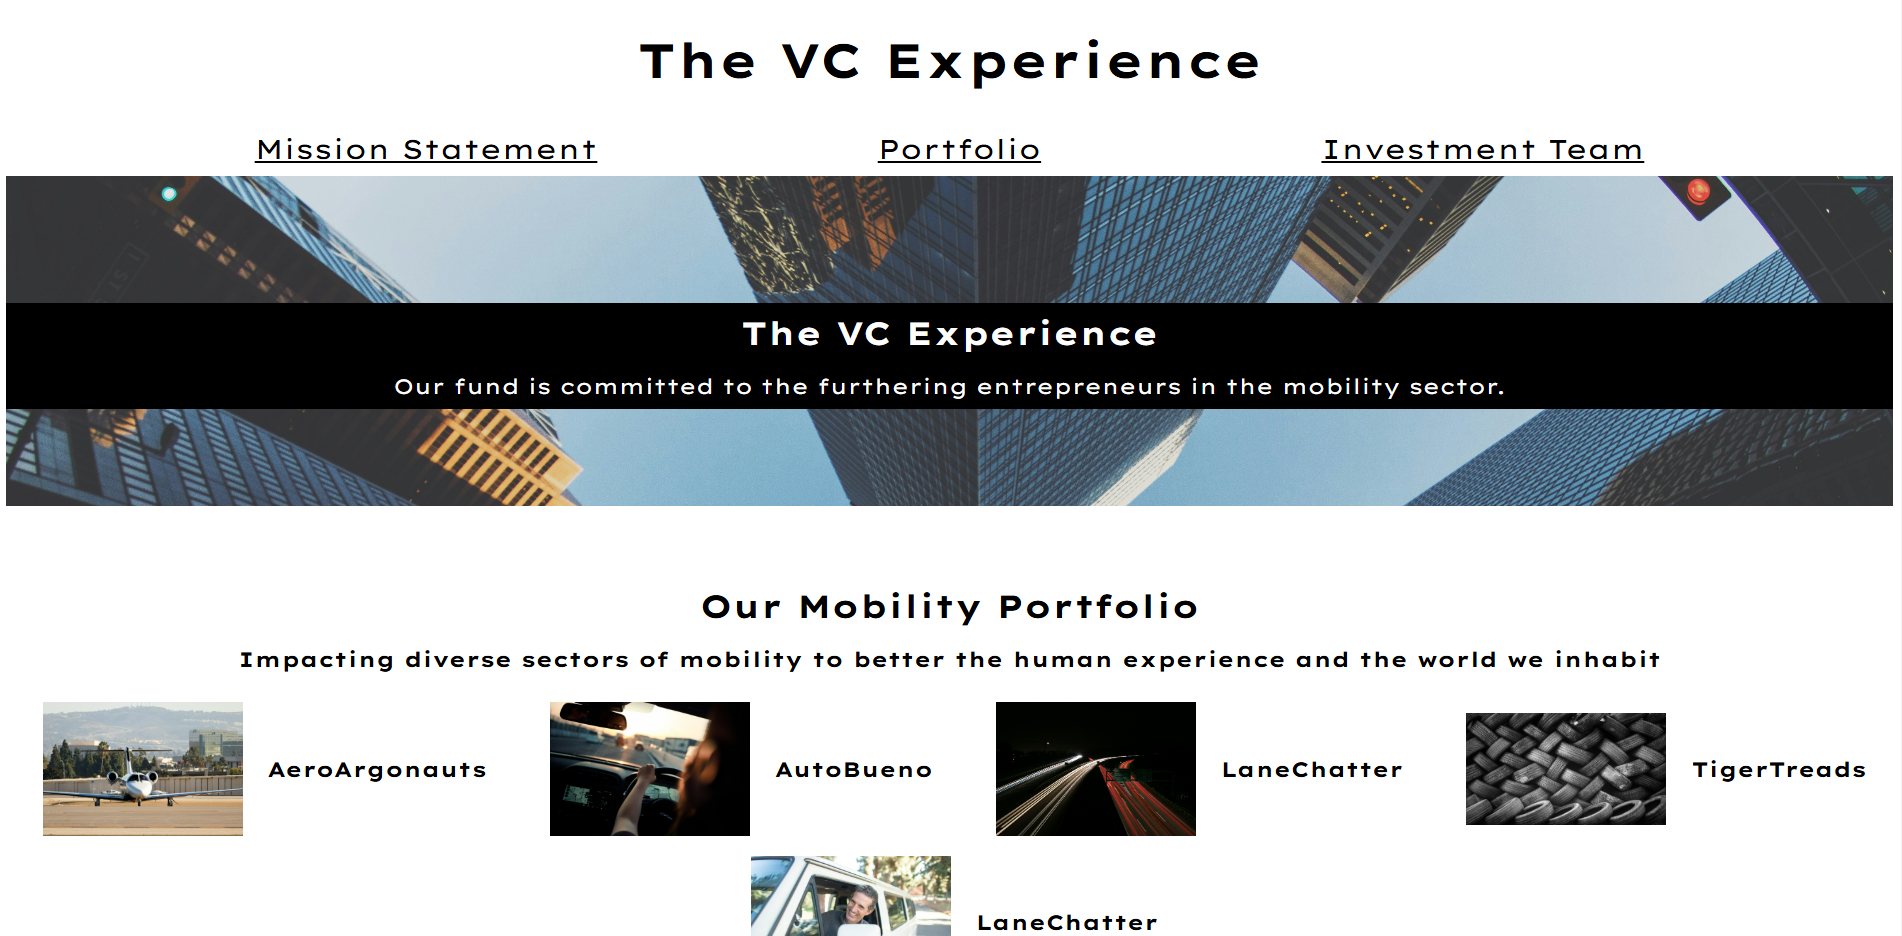 The VC Experience
Mission Statement
Portfolio
Investment Team
The VC Experience
Our fund is committed to the furthering entrepreneurs in the mobility sector.
Our Mobility Portfolio
Impacting diverse sectors of mobility to better the human experience and the world we inhabit
AeroArgonauts
AutoBueno
LaneChatter
TigerTreads
LaneChatter